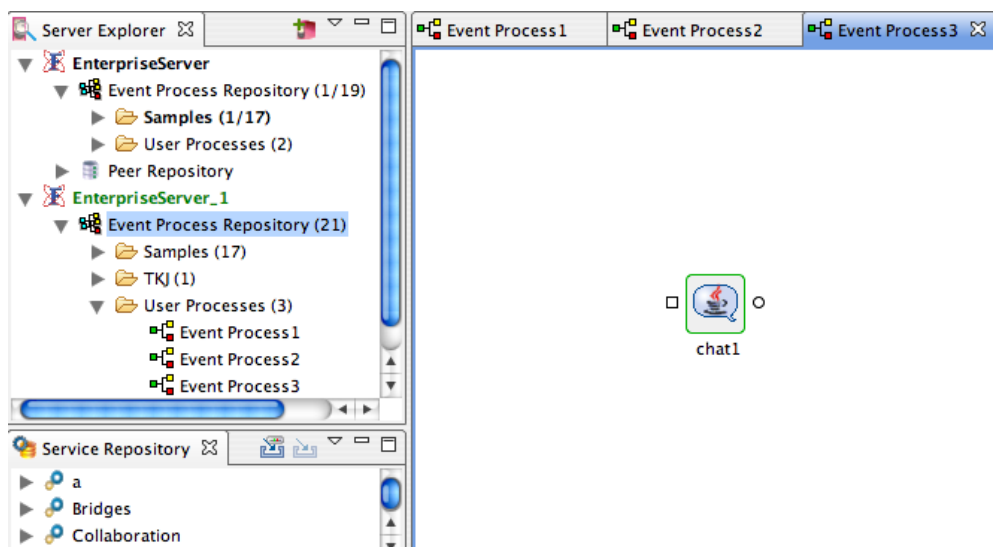 Server Explorer
EnterpriseServer
Event Process Repository (1/19)
Samples (1/17)
User Processes (2)
Peer Repository
EnterpriseServer_1
Event Process Repository (21)
Samples (17)
TKJ (1)
User Processes (3)
Event Process1
Event Process2
Event Process3
Service Repository
a
Bridges
Collaboration
Event Process1
Event Process2
Event Process3
chat1